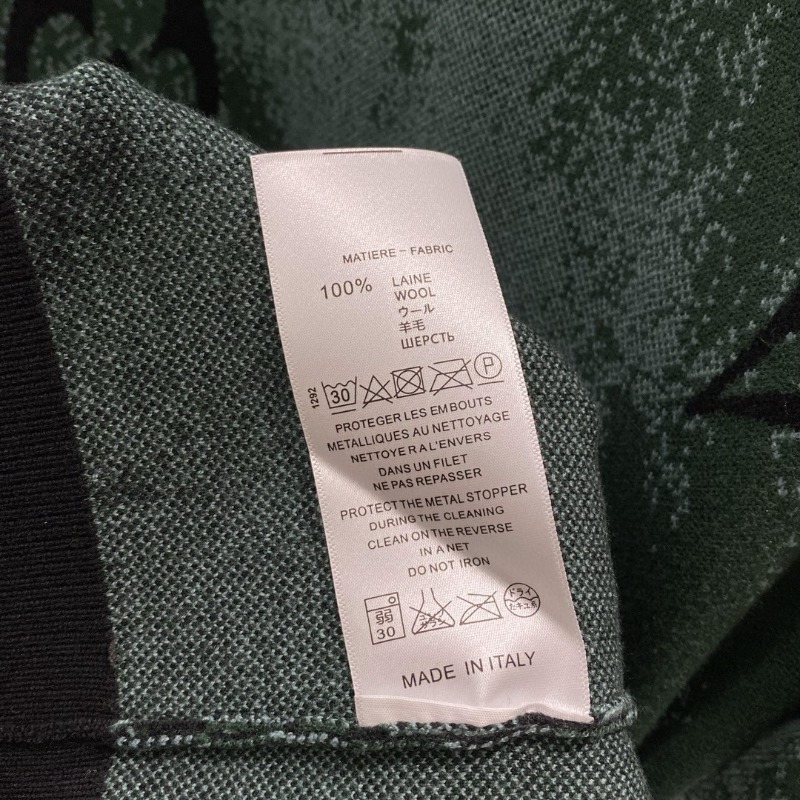 MATIERE - FABRIC
100% LAINE
WOOL
ウール
羊毛
ШЕРСТЬ
1292
30 P
PROTEGER LES EMBOUTS
METALLIQUES AU NETTOYAGE
NETTOYER A L'ENVERS
DANS UN FILET
NE PAS REPASSER
PROTECT THE METAL STOPPER
DURING THE CLEANING
CLEAN ON THE REVERSE
IN A NET
DO NOT IRON
弱
30
ドライ
MADE IN ITALY